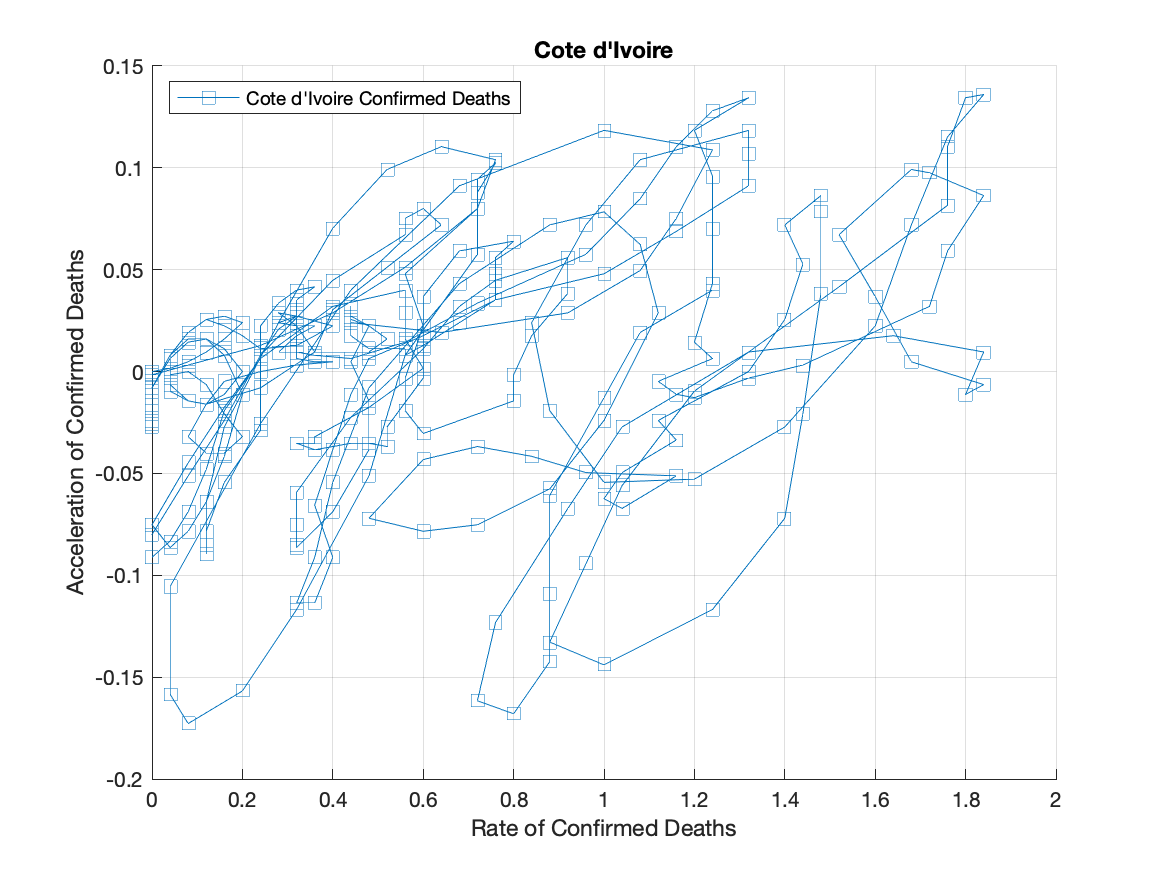 Cote d'Ivoire
Cote d'Ivoire Confirmed Deaths
0.15
0.1
0.05
0
-0.05
-0.1
-0.15
-0.2
0 0.2 0.4 0.6 0.8 1 1.2 1.4 1.6 1.8 2
Rate of Confirmed Deaths
Acceleration of Confirmed Deaths